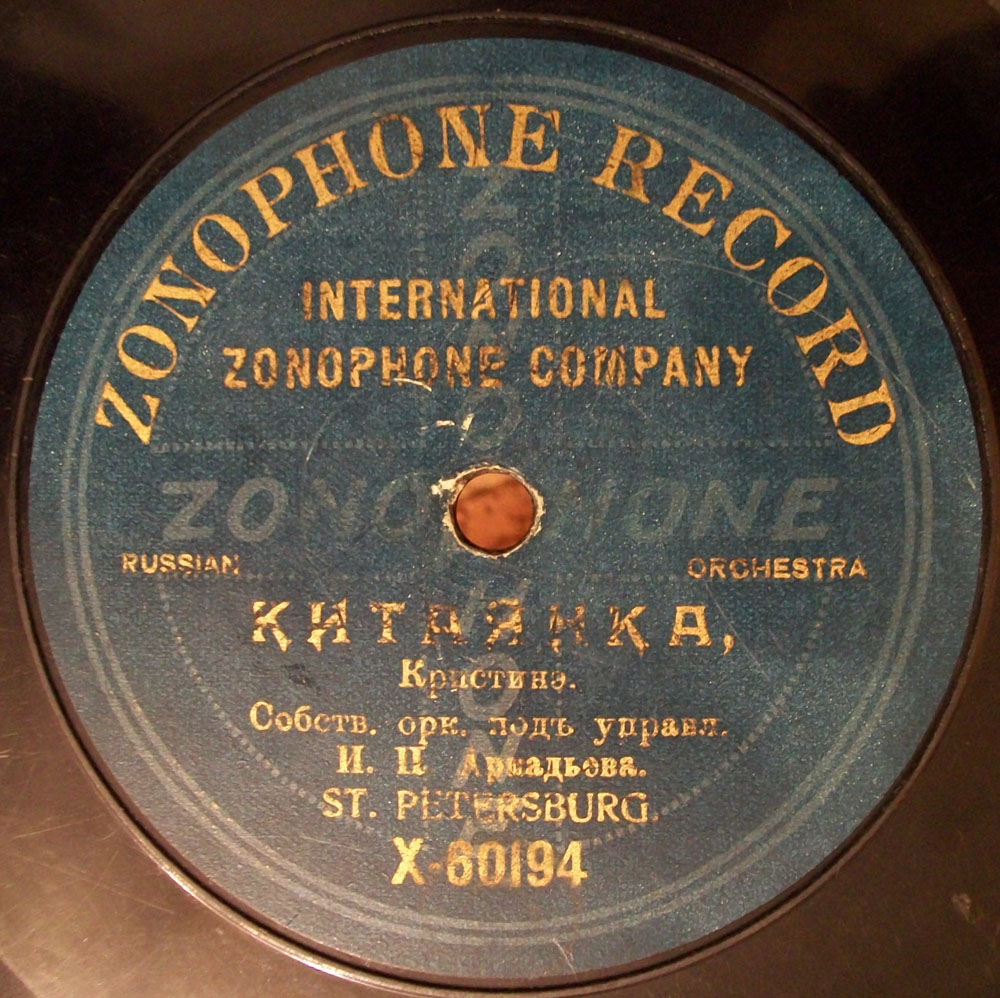 ZONOPHONE RECORD
INTERNATIONAL
ZONOPHONE COMPANY
ZONOPHONE
RUSSIAN ORCHESTRA
КИТАЯНКА,
Кристинэ.
Собств. орк. подъ управл.
И. П Аркадьева.
ST. PETERSBURG.
X-60194